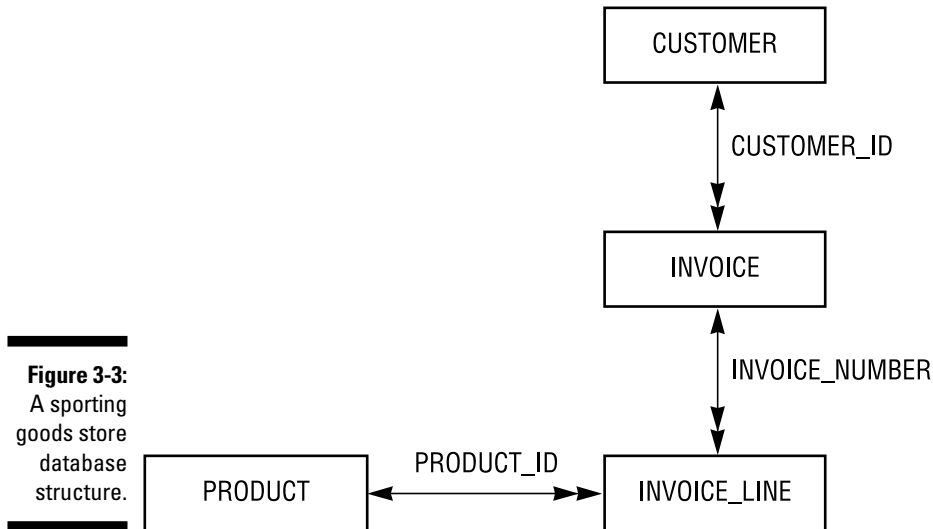 CUSTOMER
CUSTOMER_ID
INVOICE
INVOICE_NUMBER
Figure 3-3:
A sporting
goods store
database
structure.
PRODUCT
PRODUCT_ID
INVOICE_LINE